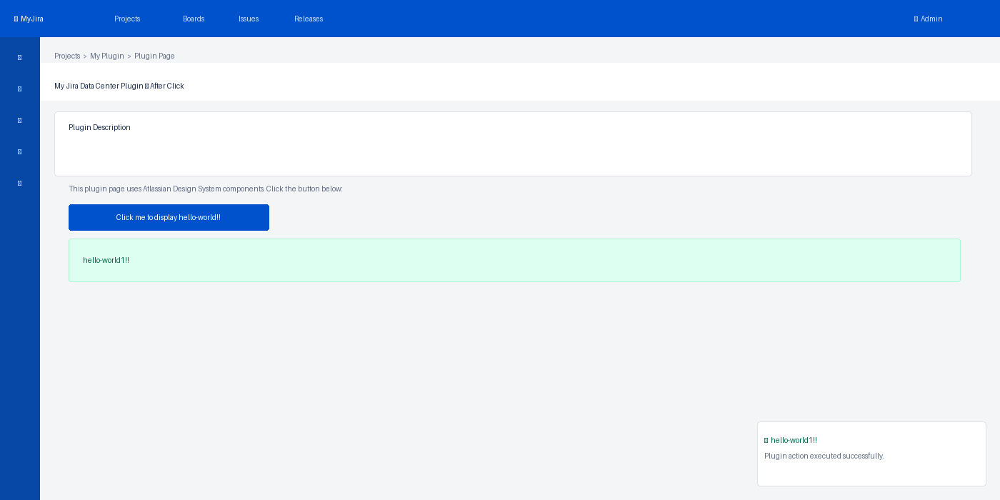 MyJira Projects Boards Issues Releases Admin
Projects > My Plugin > Plugin Page
My Jira Data Center Plugin After Click
Plugin Description
This plugin page uses Atlassian Design System components. Click the button below:
Click me to display hello-world!!
hello-world1!!
hello-world1!!
Plugin action executed successfully.